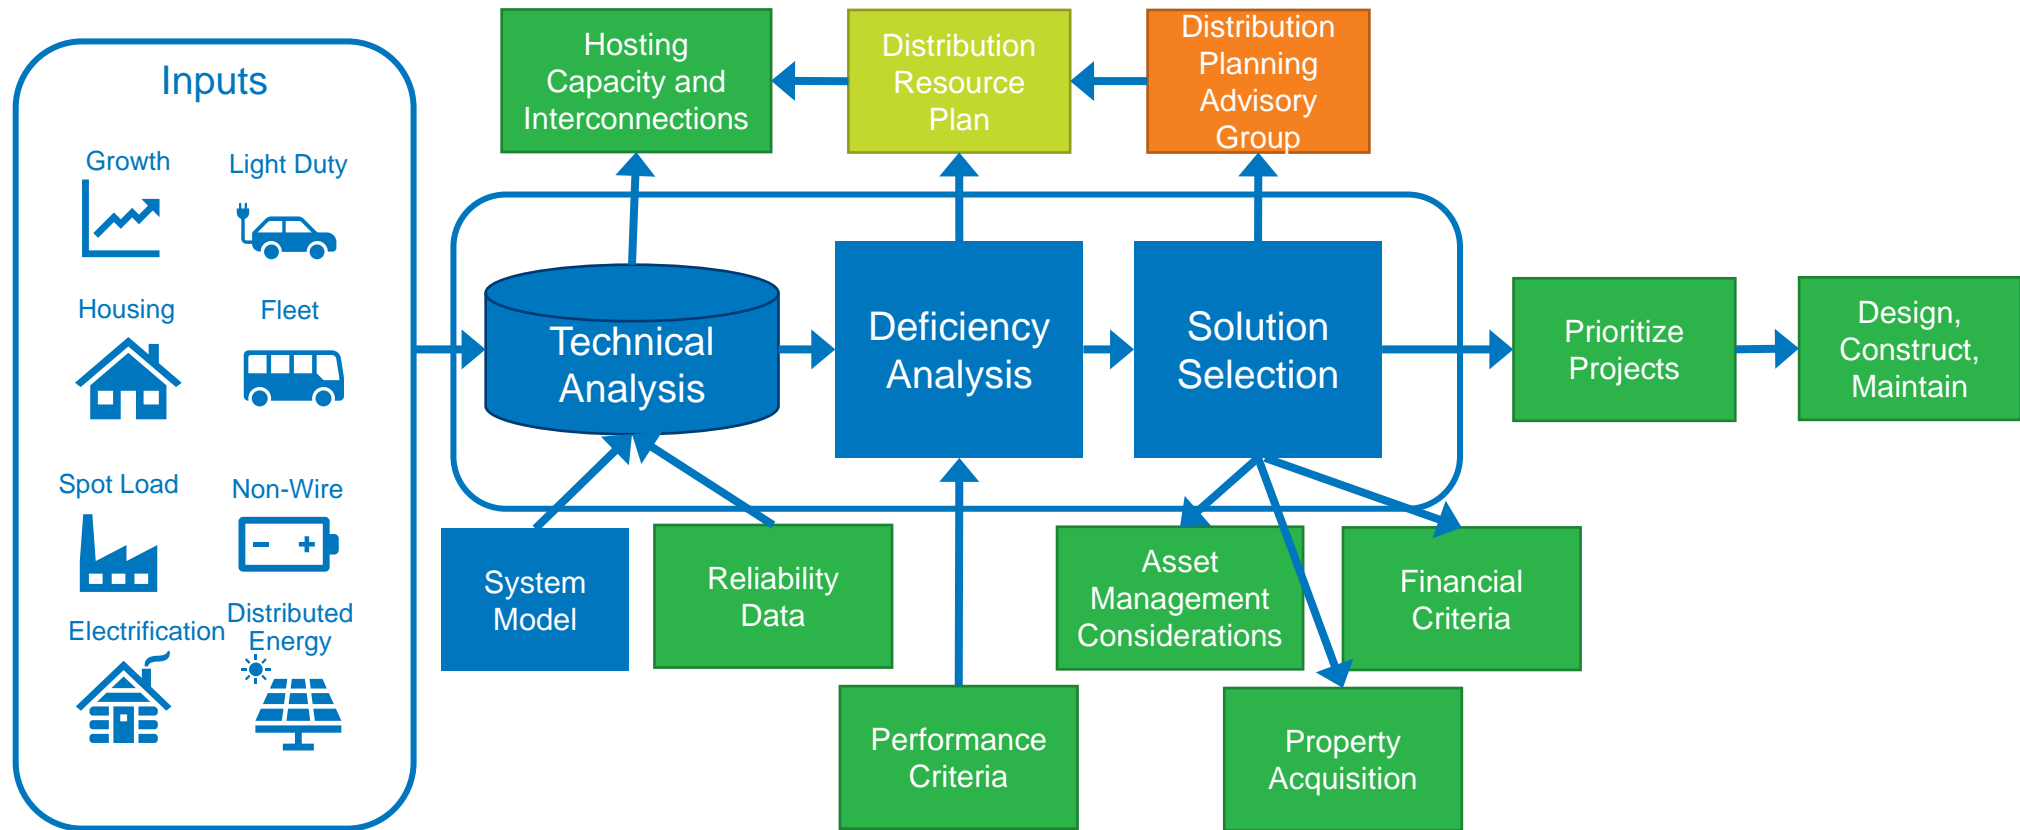 Inputs
Growth
Light Duty
Housing
Fleet
Spot Load
Non-Wire
Electrification
Distributed
Energy
Hosting
Capacity and
Interconnections
Distribution
Resource
Plan
Distribution
Planning
Advisory
Group
Technical
Analysis
Deficiency
Analysis
Solution
Selection
Prioritize
Projects
Design,
Construct,
Maintain
System
Model
Reliability
Data
Asset
Management
Considerations
Financial
Criteria
Performance
Criteria
Property
Acquisition